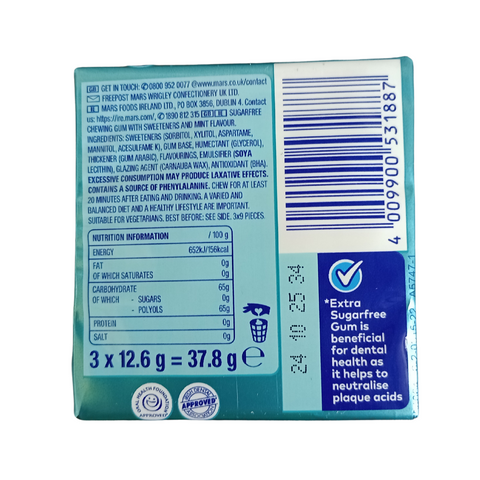 GB GET IN TOUCH: ✆0800 952 0077 @www.mars.co.uk/contact
✉FREEPOST MARS WRIGLEY CONFECTIONERY UK LTD.
✉ MARS FOODS IRELAND LTD, PO BOX 3856, DUBLIN 4. Contact
us: https://ire.mars.com/, ✆1890 812 315 GB SUGARFREE
CHEWING GUM WITH SWEETENERS AND MINT FLAVOUR.
INGREDIENTS: SWEETENERS (SORBITOL, XYLITOL, ASPARTAME,
MANNITOL, ACESULFAME K), GUM BASE, HUMECTANT (GLYCEROL),
THICKENER (GUM ARABIC), FLAVOURINGS, EMULSIFIER (SOYA
LECITHIN), GLAZING AGENT (CARNAUBA WAX), ANTIOXIDANT (BHA).
EXCESSIVE CONSUMPTION MAY PRODUCE LAXATIVE EFFECTS.
CONTAINS A SOURCE OF PHENYLALANINE. CHEW FOR AT LEAST
20 MINUTES AFTER EATING AND DRINKING. A VARIED AND
BALANCED DIET AND A HEALTHY LIFESTYLE ARE IMPORTANT.
SUITABLE FOR VEGETARIANS. BEST BEFORE: SEE SIDE. 3x9 PIECES.
NUTRITION INFORMATION / 100 g
ENERGY 652kJ/156kcal
FAT 0g
OF WHICH SATURATES 0g
CARBOHYDRATE 65g
OF WHICH - SUGARS 0g
- POLYOLS 65g
PROTEIN 0g
SALT 0g
3 x 12.6 g = 37.8 g ℮
ORAL HEALTH FOUNDATION
APPROVED
APPROVED
4 009900 531887
24 10 25 34
*Extra
Sugarfree
Gum is
beneficial
for dental
health as
it helps to
neutralise
plaque acids